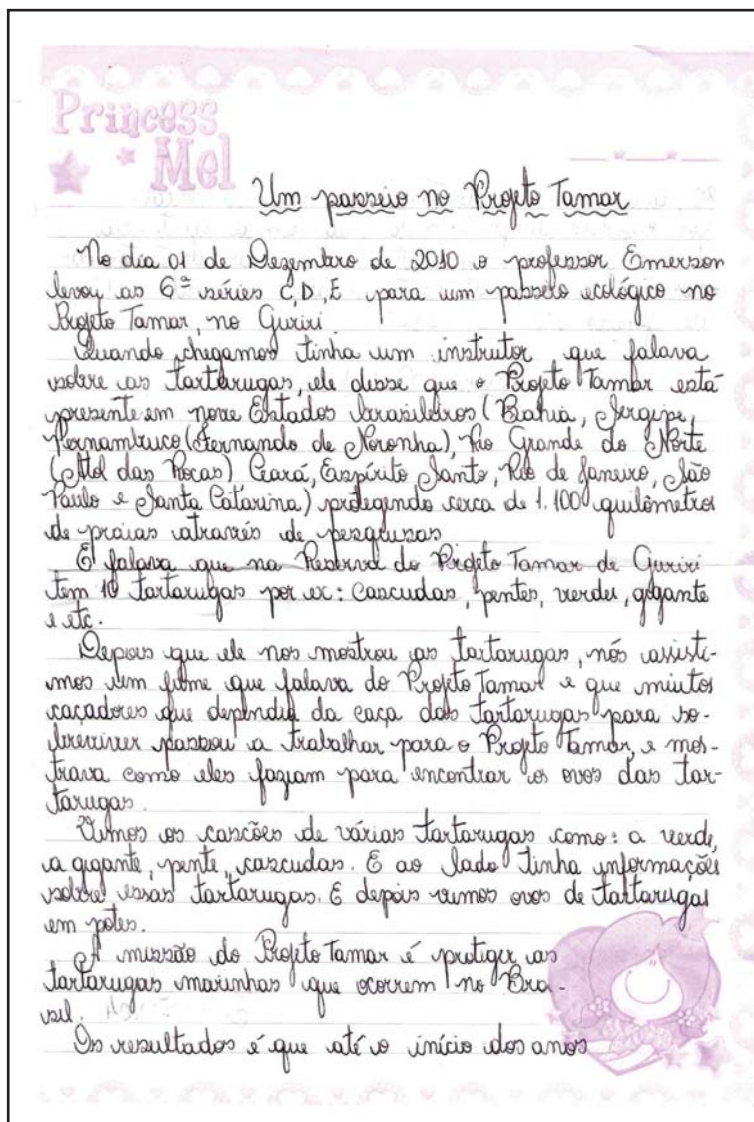 Princess
Mel
Um passeio no Projeto Tamar
No dia 01 de Dezembro de 2010 o professor Emerson
levou as 6ªs séries C, D, E para um passeio ecológico no
Projeto Tamar, no Guriri.
Quando chegamos tinha um instrutor que falava
sobre as tartarugas, ele disse que o Projeto Tamar está
presente em nove Estados brasileiros (Bahia, Sergipe,
Pernambuco (Fernando de Noronha), Rio Grande do Norte
(Atol das Rocas) Ceará, Espírito Santo, Rio de Janeiro, São
Paulo e Santa Catarina) protegendo cerca de 1.100 quilômetros
de praias através de pesquisas
E falava que na Reserva do Projeto Tamar de Guriri
tem 10 tartarugas por ex: Cascudas, pentes, verdes, gigante
e etc.
Depois que ele nos mostrou as tartarugas, nós assisti-
mos um filme que falava do Projeto Tamar e que muitos
caçadores que dependia da caça das tartarugas para so-
breviver passou a trabalhar para o Projeto Tamar, e mos-
trava como eles faziam para encontrar os ovos das tar-
tarugas.
Vimos os cascões de várias tartarugas como: a verde,
a gigante, pente, cascudas. E ao lado tinha informações
sobre essas tartarugas. E depois vimos ovos de tartarugas
em potes.
A missão do Projeto Tamar é proteger as
tartarugas marinhas que ocorrem no Bra-
sil.
Os resultados é que até o início dos anos